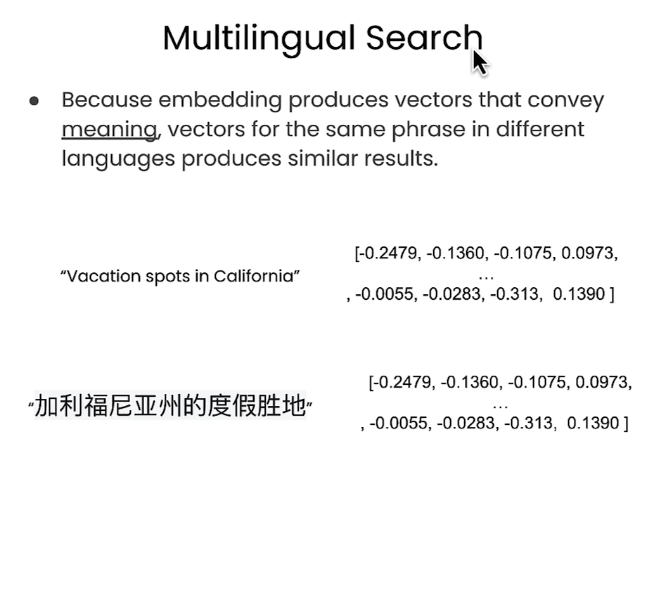 Multilingual Search
● Because embedding produces vectors that convey
meaning, vectors for the same phrase in different
languages produces similar results.
“Vacation spots in California”
[-0.2479, -0.1360, -0.1075, 0.0973,
...
, -0.0055, -0.0283, -0.313, 0.1390 ]
“加利福尼亚州的度假胜地”
[-0.2479, -0.1360, -0.1075, 0.0973,
...
, -0.0055, -0.0283, -0.313, 0.1390 ]